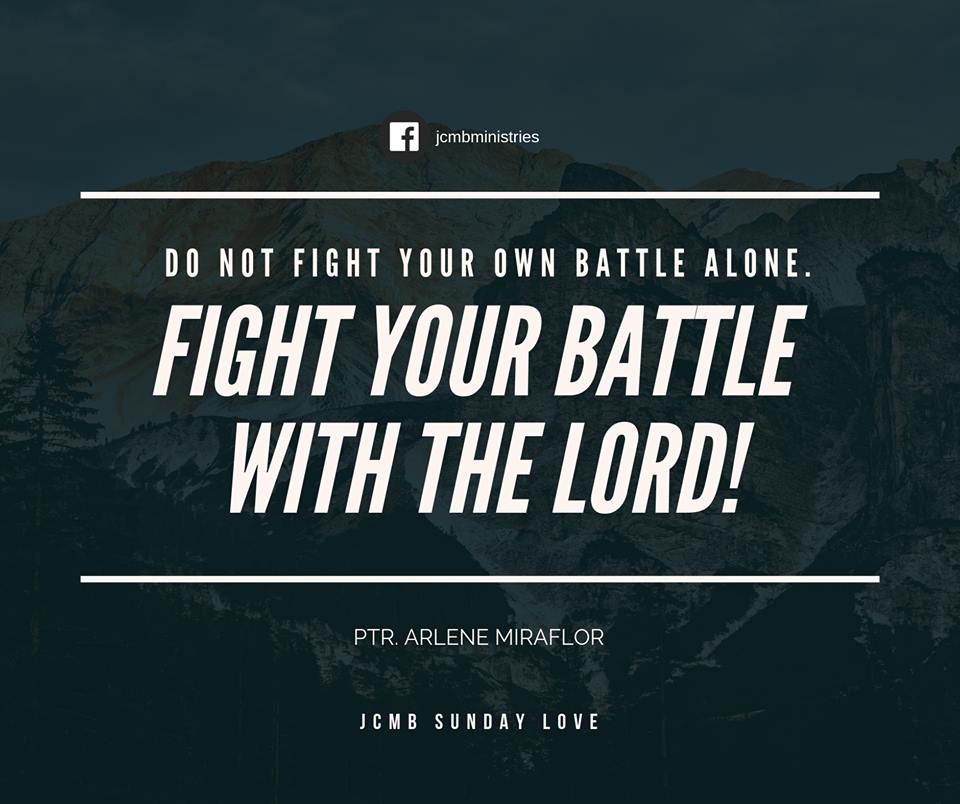 jcmbministries
DO NOT FIGHT YOUR OWN BATTLE ALONE.
FIGHT YOUR BATTLE
WITH THE LORD!
PTR. ARLENE MIRAFLOR
JCMB SUNDAY LOVE